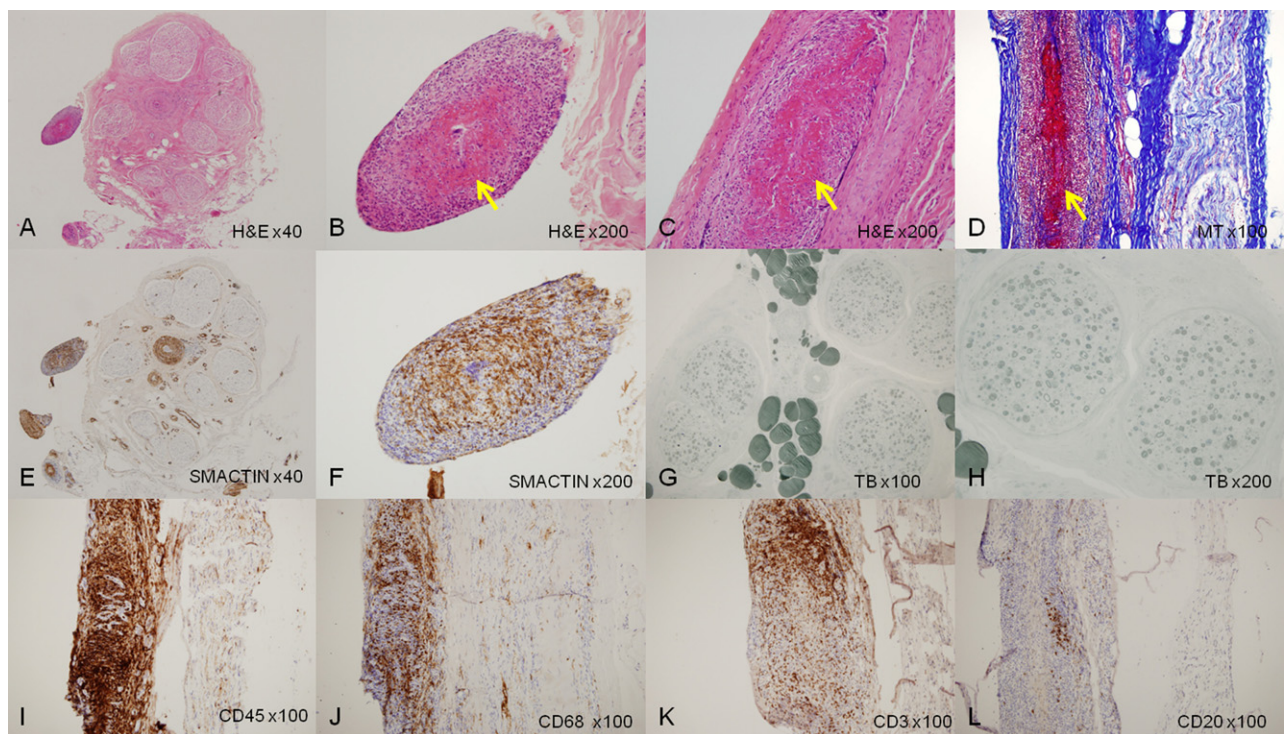 A H&E x40
B H&E x200
C H&E x200
D MT x100
E SMACTIN x40
F SMACTIN x200
G TB x100
H TB x200
I CD45 x100
J CD68 x100
K CD3 x100
L CD20 x100